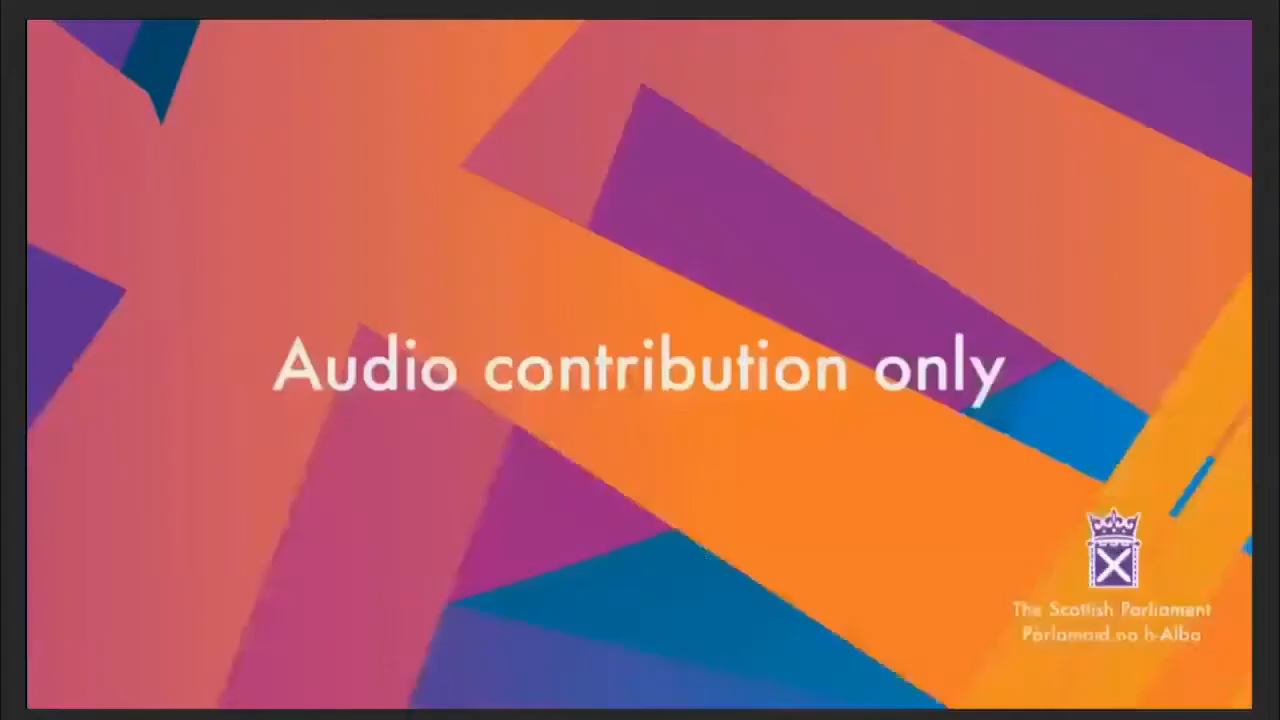 Audio contribution only
The Scottish Parliament
Pàrlamaid na h-Alba